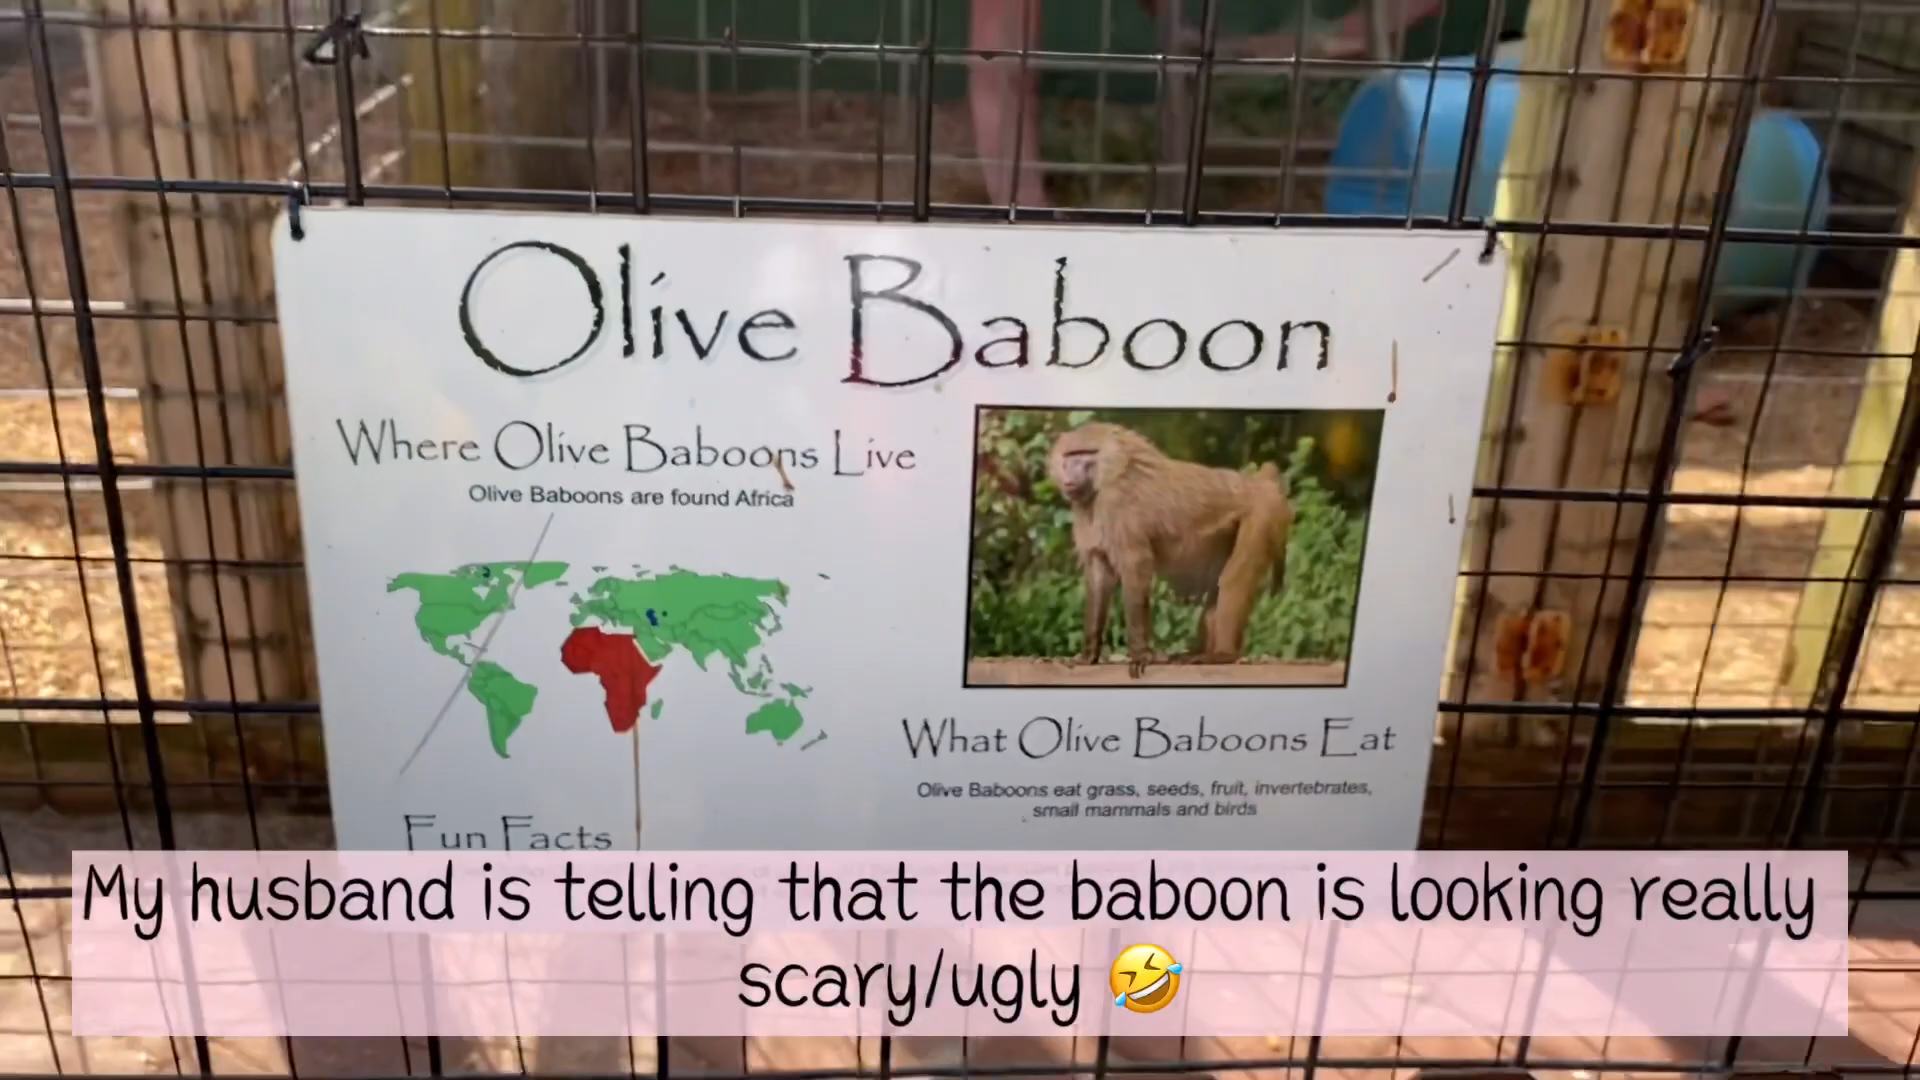 Olive Baboon
Where Olive Baboons Live
Olive Baboons are found Africa
What Olive Baboons Eat
Olive Baboons eat grass, seeds, fruit, invertebrates,
small mammals and birds
Fun Facts
My husband is telling that the baboon is looking really
scary/ugly 🤣